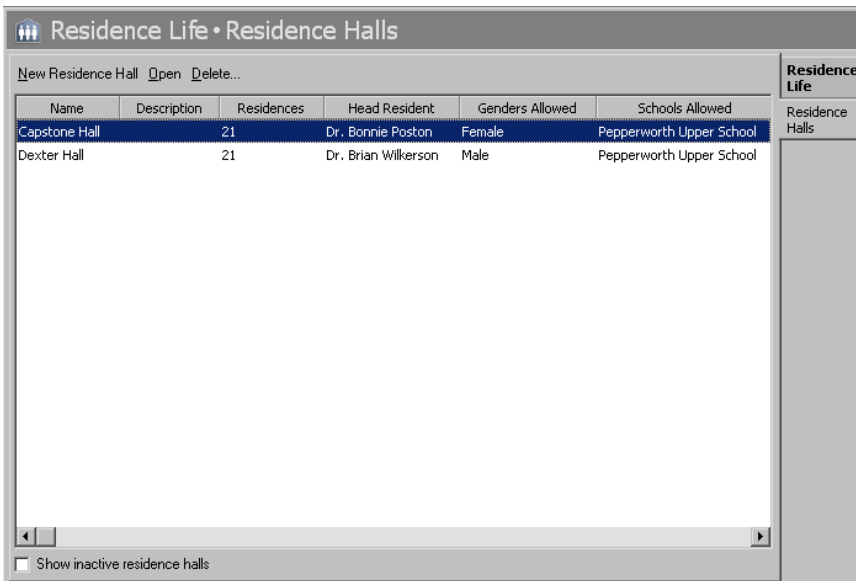 Residence Life • Residence Halls
New Residence Hall Open Delete...
Name Description Residences Head Resident Genders Allowed Schools Allowed
Capstone Hall 21 Dr. Bonnie Poston Female Pepperworth Upper School
Dexter Hall 21 Dr. Brian Wilkerson Male Pepperworth Upper School
Show inactive residence halls
Residence
Life
Residence
Halls